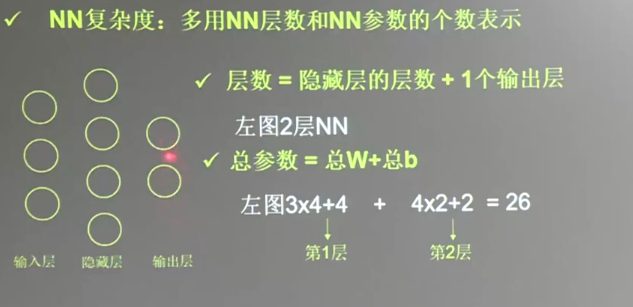 ✓ NN复杂度：多用NN层数和NN参数的个数表示
✓ 层数 = 隐藏层的层数 + 1个输出层
左图2层NN
✓ 总参数 = 总W+总b
左图3x4+4 + 4x2+2 = 26
第1层 第2层
输入层 隐藏层 输出层